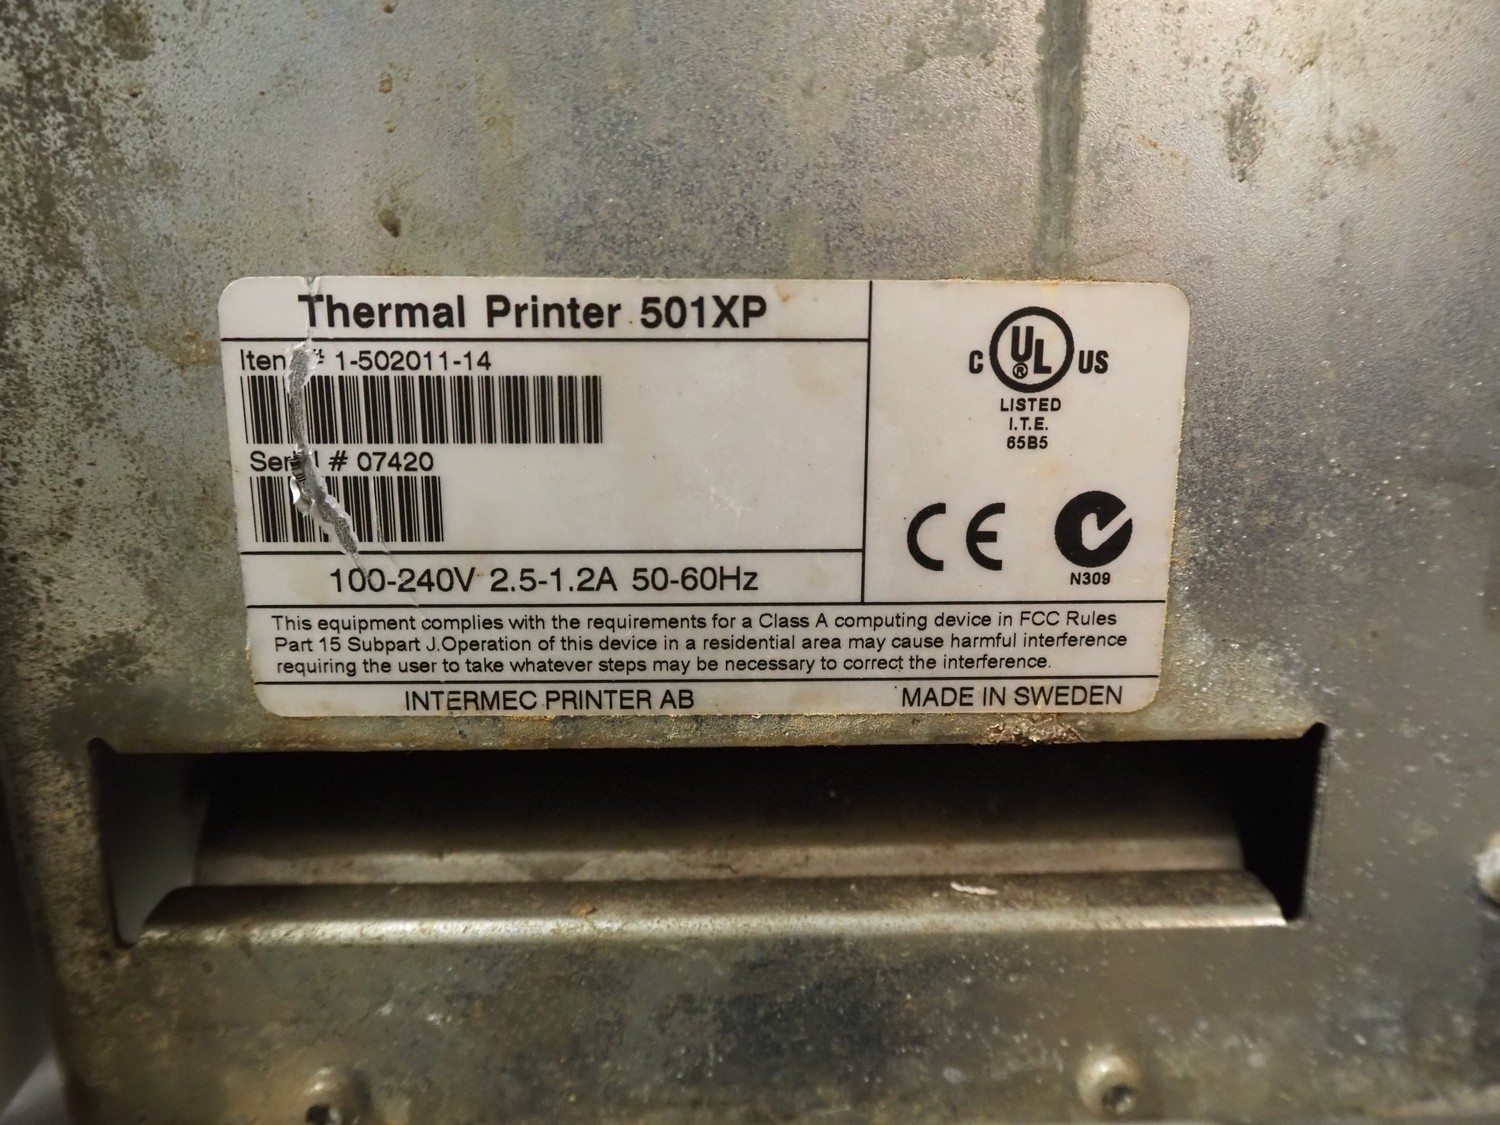 Thermal Printer 501XP
Item # 1-502011-14
Serial # 07420
100-240V 2.5-1.2A 50-60Hz
C UL ® US
LISTED
I.T.E.
65B5
CE
N309
This equipment complies with the requirements for a Class A computing device in FCC Rules
Part 15 Subpart J.Operation of this device in a residential area may cause harmful interference
requiring the user to take whatever steps may be necessary to correct the interference.
INTERMEC PRINTER AB MADE IN SWEDEN